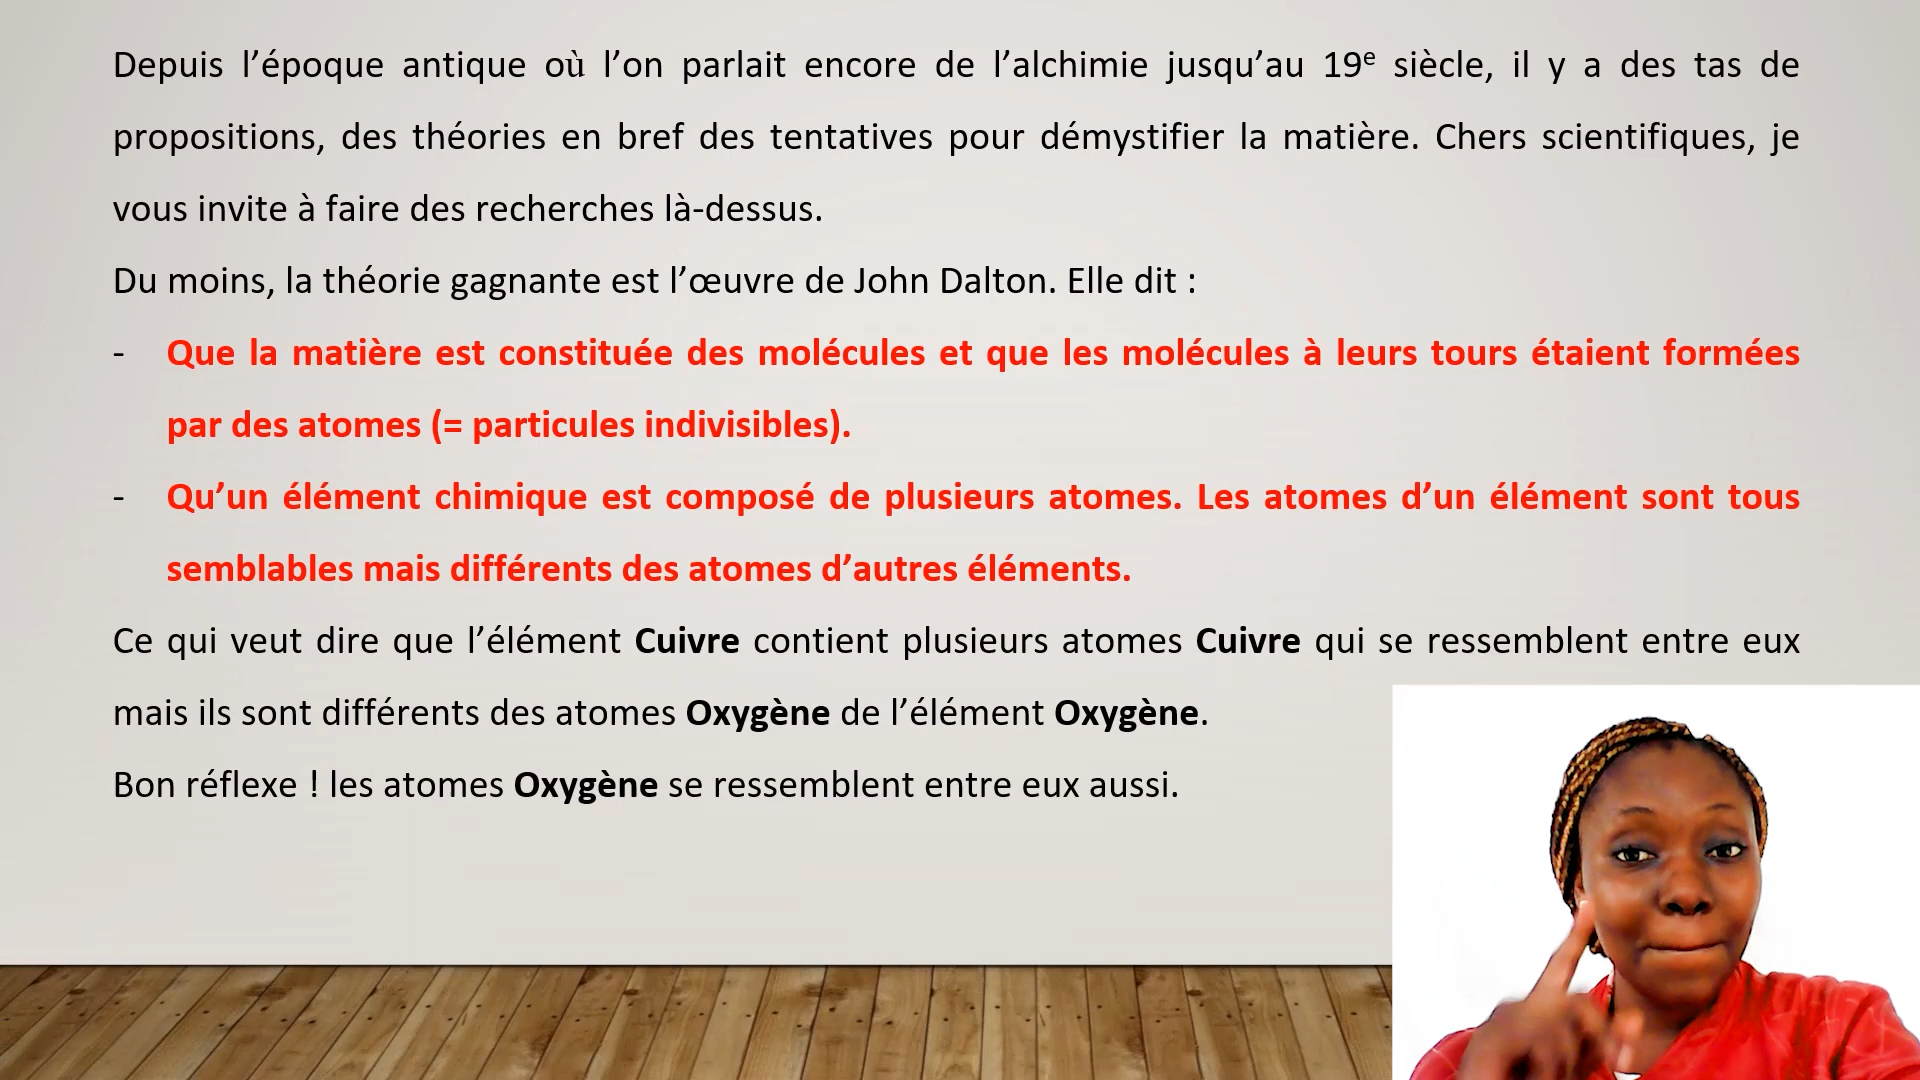 Depuis l’époque antique où l’on parlait encore de l’alchimie jusqu’au 19e siècle, il y a des tas de
propositions, des théories en bref des tentatives pour démystifier la matière. Chers scientifiques, je
vous invite à faire des recherches là-dessus.
Du moins, la théorie gagnante est l’œuvre de John Dalton. Elle dit :
- Que la matière est constituée des molécules et que les molécules à leurs tours étaient formées
par des atomes (= particules indivisibles).
- Qu’un élément chimique est composé de plusieurs atomes. Les atomes d’un élément sont tous
semblables mais différents des atomes d’autres éléments.
Ce qui veut dire que l’élément Cuivre contient plusieurs atomes Cuivre qui se ressemblent entre eux
mais ils sont différents des atomes Oxygène de l’élément Oxygène.
Bon réflexe ! les atomes Oxygène se ressemblent entre eux aussi.